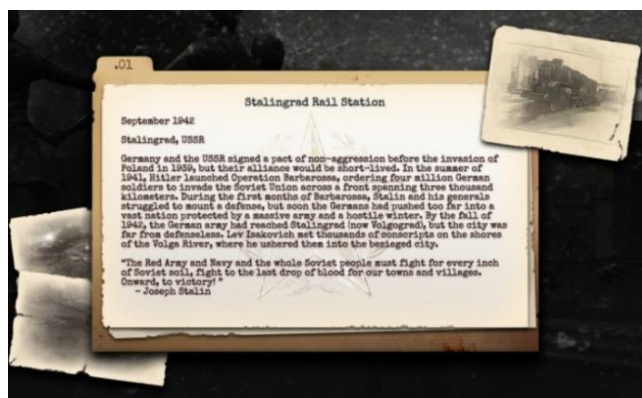 .01
Stalingrad Rail Station
September 1942
Stalingrad, USSR
Germany and the USSR signed a pact of non-aggression before the invasion of
Poland in 1939, but their alliance would be short-lived. In the summer of
1941, Hitler launched Operation Barbarossa, ordering four million German
soldiers to invade the Soviet Union across a front spanning three thousand
kilometers. During the first months of Barbarossa, Stalin and his generals
struggled to mount a defense, but soon the Germans had pushed too far into a
vast nation protected by a massive army and a hostile winter. By the fall of
1942, the German army had reached Stalingrad (now Volgograd), but the city was
far from defenseless. Lev Isakovich met thousands of conscripts on the shores
of the Volga River, where he ushered them into the besieged city.
"The Red Army and Navy and the whole Soviet people must fight for every inch
of Soviet soil, fight to the last drop of blood for our towns and villages.
Onward, to victory! "
- Joseph Stalin